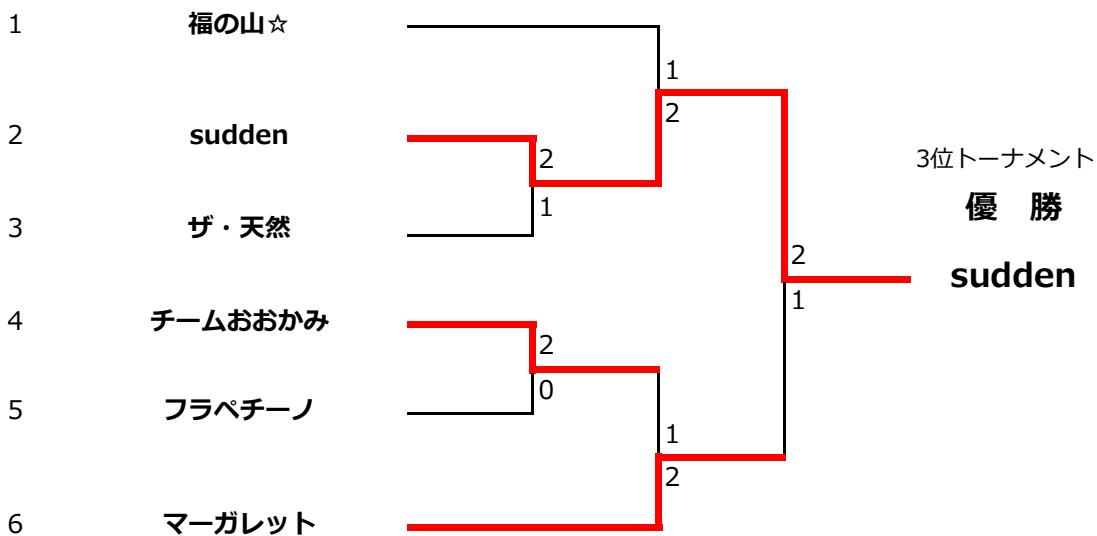 1 福の山☆
1
2
2 sudden
2
1
3 ザ・天然
3位トーナメント
優　勝
sudden
2
1
4 チームおおかみ
2
0
5 フラペチーノ
1
2
6 マーガレット